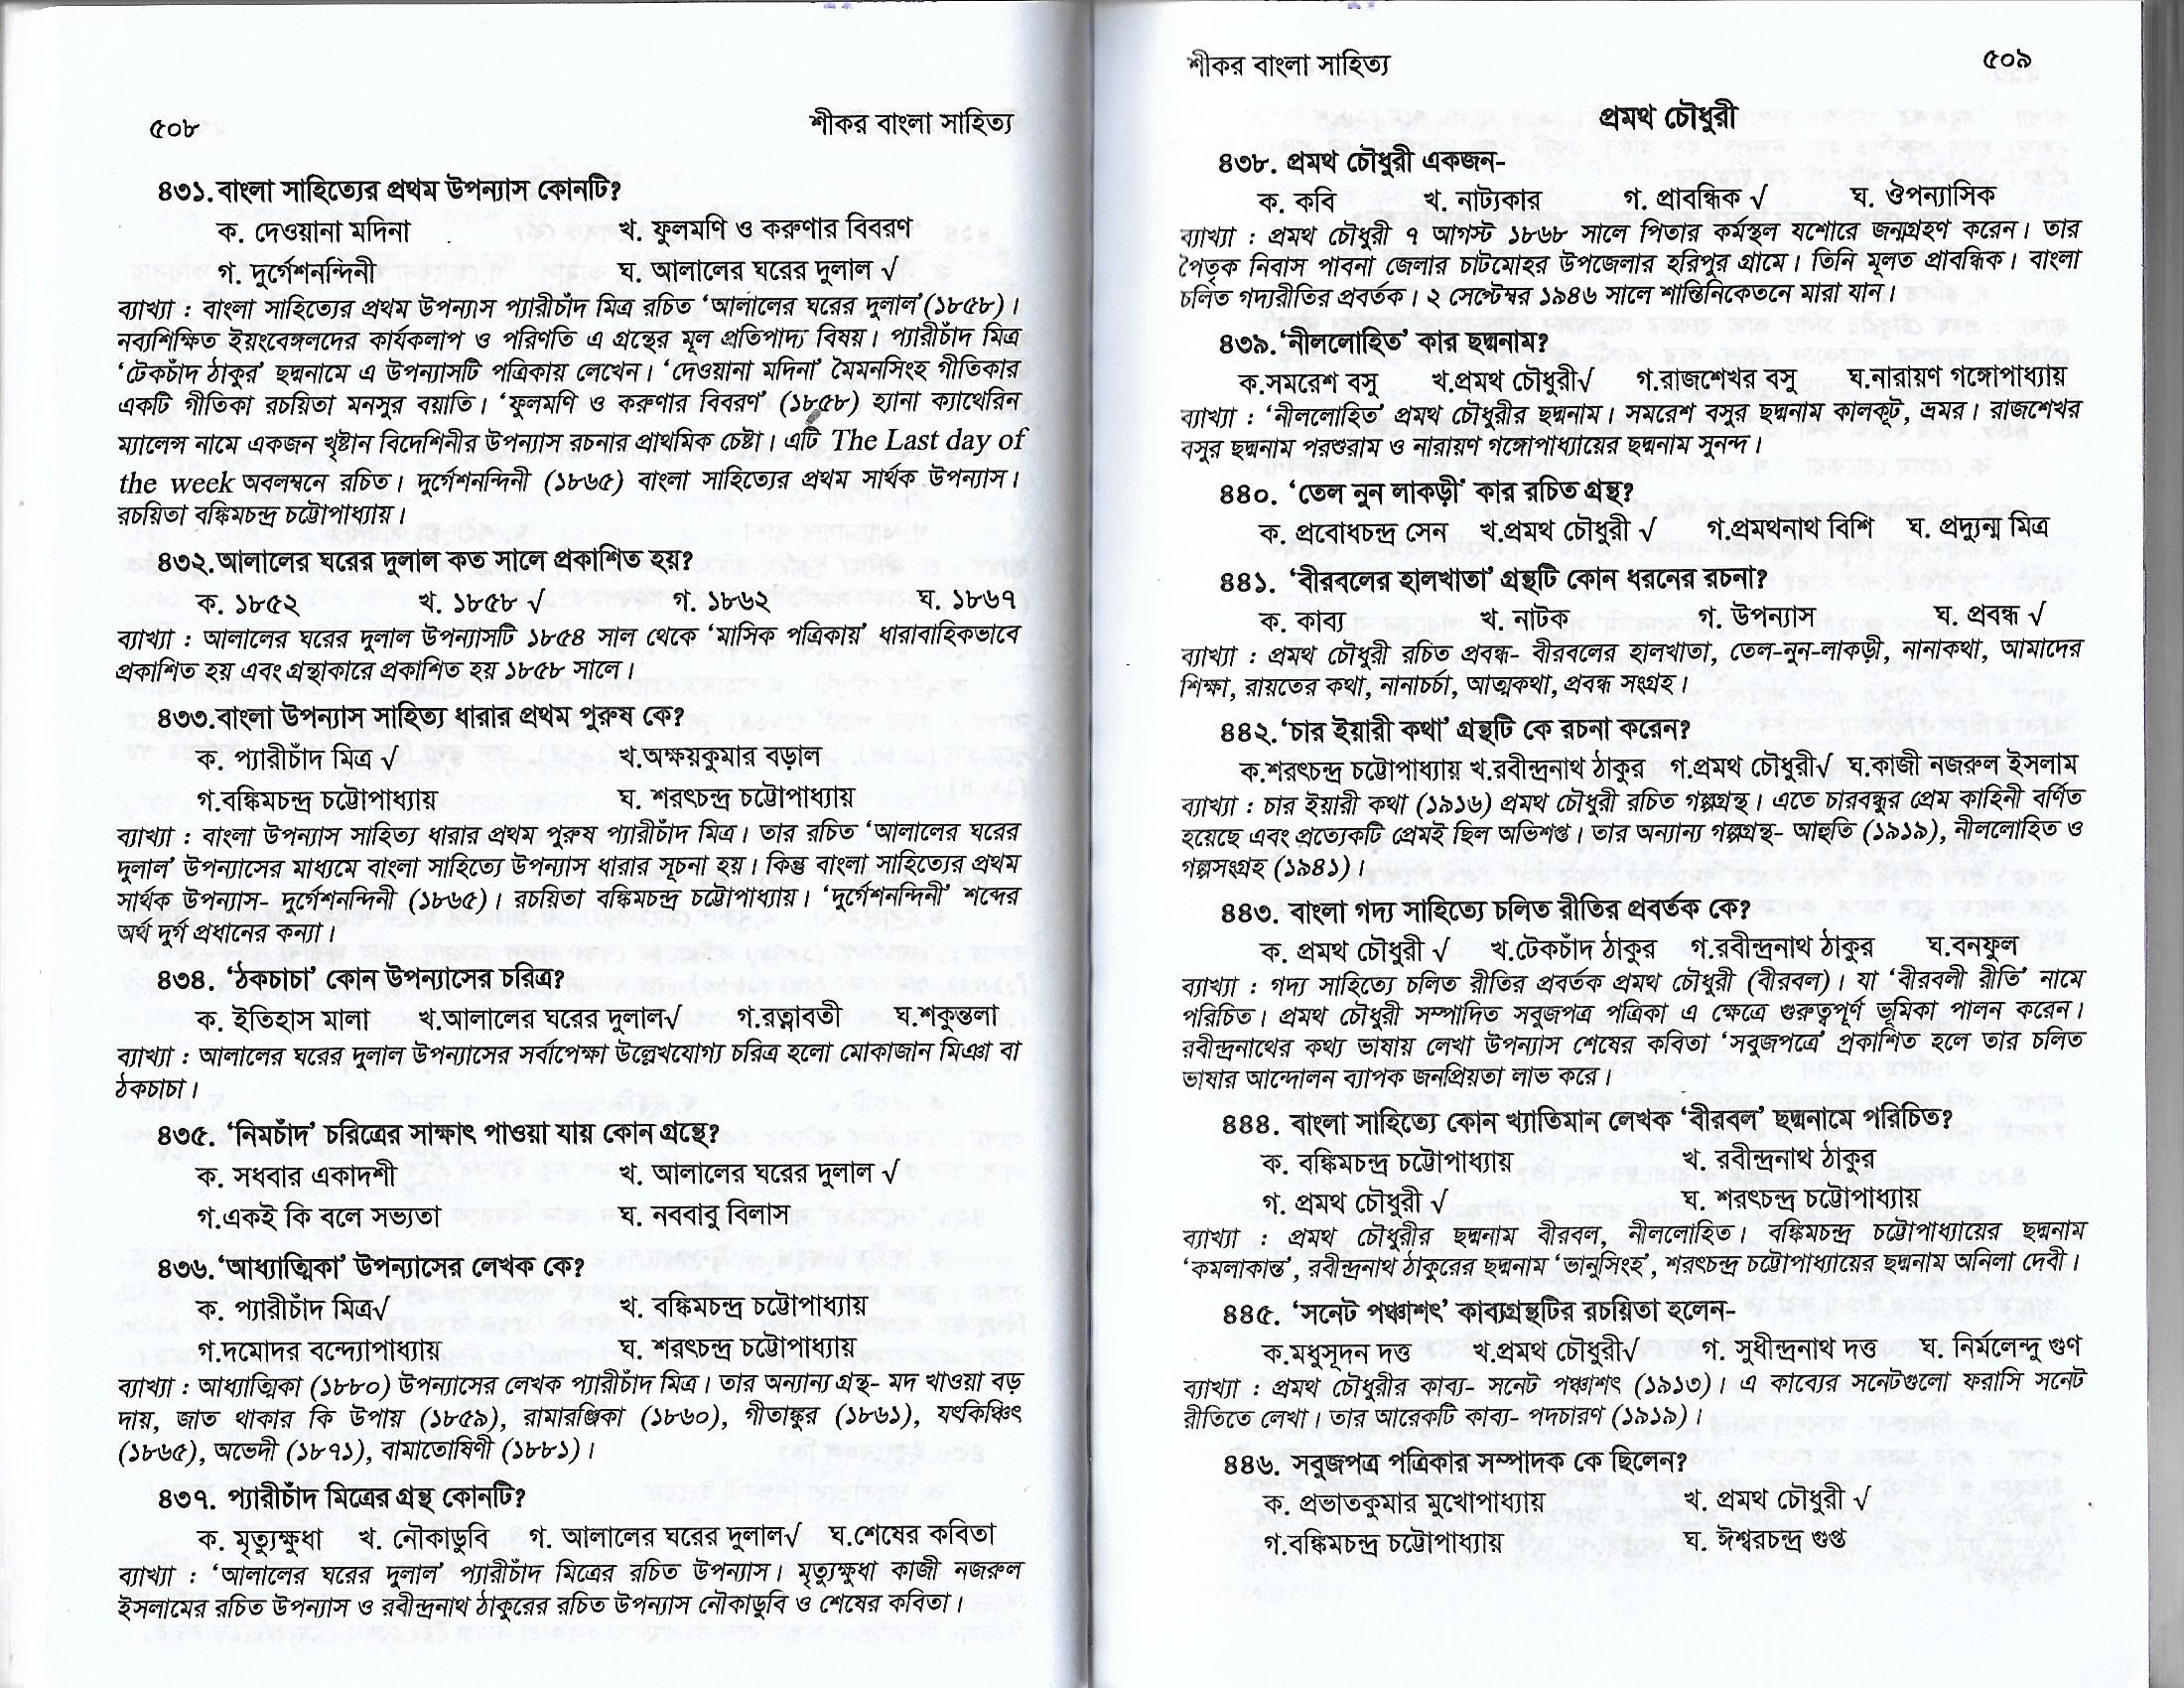 ৫০৮ শীকর বাংলা সাহিত্য
৪৩১. বাংলা সাহিত্যের প্রথম উপন্যাস কোনটি?
ক. দেওয়ানা মদিনা খ. ফুলমণি ও করুণার বিবরণ
গ. দুর্গেশনন্দিনী ঘ. আলালের ঘরের দুলাল √
ব্যাখ্যা : বাংলা সাহিত্যের প্রথম উপন্যাস প্যারীচাঁদ মিত্র রচিত ‘আলালের ঘরের দুলাল’(১৮৫৮)।
নব্যশিক্ষিত ইয়ংবেঙ্গলদের কার্যকলাপ ও পরিণতি এ গ্রন্থের মূল প্রতিপাদ্য বিষয়। প্যারীচাঁদ মিত্র
‘টেকচাঁদ ঠাকুর’ ছদ্মনামে এ উপন্যাসটি পত্রিকায় লেখেন। ‘দেওয়ানা মদিনা’ মৈমনসিংহ গীতিকার
একটি গীতিকা রচয়িতা মনসুর বয়াতি। ‘ফুলমণি ও করুণার বিবরণ’ (১৮৫৮) হ্যানা ক্যাথেরিন
ম্যালেন্স নামে একজন খৃষ্টান বিদেশিনীর উপন্যাস রচনার প্রাথমিক চেষ্টা। এটি The Last day of
the week অবলম্বনে রচিত। দুর্গেশনন্দিনী (১৮৬৫) বাংলা সাহিত্যের প্রথম সার্থক উপন্যাস।
রচয়িতা বঙ্কিমচন্দ্র চট্টোপাধ্যায়।
৪৩২. আলালের ঘরের দুলাল কত সালে প্রকাশিত হয়?
ক. ১৮৫২ খ. ১৮৫৮ √ গ. ১৮৬২ ঘ. ১৮৬৭
ব্যাখ্যা : আলালের ঘরের দুলাল উপন্যাসটি ১৮৫৪ সাল থেকে ‘মাসিক পত্রিকায়’ ধারাবাহিকভাবে
প্রকাশিত হয় এবং গ্রন্থাকারে প্রকাশিত হয় ১৮৫৮ সালে।
৪৩৩. বাংলা উপন্যাস সাহিত্য ধারার প্রথম পুরুষ কে?
ক. প্যারীচাঁদ মিত্র √ খ.অক্ষয়কুমার বড়াল
গ.বঙ্কিমচন্দ্র চট্টোপাধ্যায় ঘ. শরৎচন্দ্র চট্টোপাধ্যায়
ব্যাখ্যা : বাংলা উপন্যাস সাহিত্য ধারার প্রথম পুরুষ প্যারীচাঁদ মিত্র। তার রচিত ‘আলালের ঘরের
দুলাল’ উপন্যাসের মাধ্যমে বাংলা সাহিত্যে উপন্যাস ধারার সূচনা হয়। কিন্তু বাংলা সাহিত্যের প্রথম
সার্থক উপন্যাস- দুর্গেশনন্দিনী (১৮৬৫)। রচয়িতা বঙ্কিমচন্দ্র চট্টোপাধ্যায়। ‘দুর্গেশনন্দিনী’ শব্দের
অর্থ দুর্গ প্রধানের কন্যা।
৪৩৪. ‘ঠকচাচা’ কোন উপন্যাসের চরিত্র?
ক. ইতিহাস মালা খ.আলালের ঘরের দুলাল√ গ.রত্নাবতী ঘ.শকুন্তলা
ব্যাখ্যা : আলালের ঘরের দুলাল উপন্যাসের সর্বাপেক্ষা উল্লেখযোগ্য চরিত্র হলো মোকাজান মিঞা বা
ঠকচাচা।
৪৩৫. ‘নিমচাঁদ’ চরিত্রের সাক্ষাৎ পাওয়া যায় কোন গ্রন্থে?
ক. সধবার একাদশী খ. আলালের ঘরের দুলাল √
গ.একই কি বলে সভ্যতা ঘ. নববাবু বিলাস
৪৩৬. ‘আধ্যাত্মিকা’ উপন্যাসের লেখক কে?
ক. প্যারীচাঁদ মিত্র√ খ. বঙ্কিমচন্দ্র চট্টোপাধ্যায়
গ.দমোদর বন্দ্যোপাধ্যায় ঘ. শরৎচন্দ্র চট্টোপাধ্যায়
ব্যাখ্যা : আধ্যাত্মিকা (১৮৮০) উপন্যাসের লেখক প্যারীচাঁদ মিত্র। তার অন্যান্য গ্রন্থ- মদ খাওয়া বড়
দায়, জাত থাকার কি উপায় (১৮৫৯), রামারঞ্জিকা (১৮৬০), গীতাঙ্কুর (১৮৬১), যৎকিঞ্চিৎ
(১৮৬৫), অভেদী (১৮৭১), বামাতোষিণী (১৮৮১)।
৪৩৭. প্যারীচাঁদ মিত্রের গ্রন্থ কোনটি?
ক. মৃত্যুক্ষুধা খ. নৌকাডুবি গ. আলালের ঘরের দুলাল√ ঘ.শেষের কবিতা
ব্যাখ্যা : ‘আলালের ঘরের দুলাল’ প্যারীচাঁদ মিত্রের রচিত উপন্যাস। মৃত্যুক্ষুধা কাজী নজরুল
ইসলামের রচিত উপন্যাস ও রবীন্দ্রনাথ ঠাকুরের রচিত উপন্যাস নৌকাডুবি ও শেষের কবিতা।
শীকর বাংলা সাহিত্য ৫০৯
প্রমথ চৌধুরী
৪৩৮. প্রমথ চৌধুরী একজন-
ক. কবি খ. নাট্যকার গ. প্রাবন্ধিক √ ঘ. ঔপন্যাসিক
ব্যাখ্যা : প্রমথ চৌধুরী ৭ আগস্ট ১৮৬৮ সালে পিতার কর্মস্থল যশোরে জন্মগ্রহণ করেন। তার
পৈতৃক নিবাস পাবনা জেলার চাটমোহর উপজেলার হরিপুর গ্রামে। তিনি মূলত প্রাবন্ধিক। বাংলা
চলিত গদ্যরীতির প্রবর্তক। ২ সেপ্টেম্বর ১৯৪৬ সালে শান্তিনিকেতনে মারা যান।
৪৩৯. ‘নীললোহিত’ কার ছদ্মনাম?
ক.সমরেশ বসু খ.প্রমথ চৌধুরী√ গ.রাজশেখর বসু ঘ.নারায়ণ গঙ্গোপাধ্যায়
ব্যাখ্যা : ‘নীললোহিত’ প্রমথ চৌধুরীর ছদ্মনাম। সমরেশ বসুর ছদ্মনাম কালকূট, ভ্রমর। রাজশেখর
বসুর ছদ্মনাম পরশুরাম ও নারায়ণ গঙ্গোপাধ্যায়ের ছদ্মনাম সুনন্দ।
৪৪০. ‘তেল নুন লাকড়ী’ কার রচিত গ্রন্থ?
ক. প্রবোধচন্দ্র সেন খ.প্রমথ চৌধুরী √ গ.প্রমথনাথ বিশি ঘ. প্রদ্যুন্ম মিত্র
৪৪১. ‘বীরবলের হালখাতা’ গ্রন্থটি কোন ধরনের রচনা?
ক. কাব্য খ. নাটক গ. উপন্যাস ঘ. প্রবন্ধ √
ব্যাখ্যা : প্রমথ চৌধুরী রচিত প্রবন্ধ- বীরবলের হালখাতা, তেল-নুন-লাকড়ী, নানাকথা, আমাদের
শিক্ষা, রায়তের কথা, নানাচর্চা, আত্মকথা, প্রবন্ধ সংগ্রহ।
৪৪২. ‘চার ইয়ারী কথা’ গ্রন্থটি কে রচনা করেন?
ক.শরৎচন্দ্র চট্টোপাধ্যায় খ.রবীন্দ্রনাথ ঠাকুর গ.প্রমথ চৌধুরী√ ঘ.কাজী নজরুল ইসলাম
ব্যাখ্যা : চার ইয়ারী কথা (১৯১৬) প্রমথ চৌধুরী রচিত গল্পগ্রন্থ। এতে চারবন্ধুর প্রেম কাহিনী বর্ণিত
হয়েছে এবং প্রত্যেকটি প্রেমই ছিল অভিশপ্ত। তার অন্যান্য গল্পগ্রন্থ- আহুতি (১৯১৯), নীললোহিত ও
গল্পসংগ্রহ (১৯৪১)।
৪৪৩. বাংলা গদ্য সাহিত্যে চলিত রীতির প্রবর্তক কে?
ক. প্রমথ চৌধুরী √ খ.টেকচাঁদ ঠাকুর গ.রবীন্দ্রনাথ ঠাকুর ঘ.বনফুল
ব্যাখ্যা : গদ্য সাহিত্যে চলিত রীতির প্রবর্তক প্রমথ চৌধুরী (বীরবল)। যা ‘বীরবলী রীতি’ নামে
পরিচিত। প্রমথ চৌধুরী সম্পাদিত সবুজপত্র পত্রিকা এ ক্ষেত্রে গুরুত্বপূর্ণ ভূমিকা পালন করেন।
রবীন্দ্রনাথের কথ্য ভাষায় লেখা উপন্যাস শেষের কবিতা ‘সবুজপত্রে’ প্রকাশিত হলে তার চলিত
ভাষার আন্দোলন ব্যাপক জনপ্রিয়তা লাভ করে।
৪৪৪. বাংলা সাহিত্যে কোন খ্যাতিমান লেখক ‘বীরবল’ ছদ্মনামে পরিচিত?
ক. বঙ্কিমচন্দ্র চট্টোপাধ্যায় খ. রবীন্দ্রনাথ ঠাকুর
গ. প্রমথ চৌধুরী √ ঘ. শরৎচন্দ্র চট্টোপাধ্যায়
ব্যাখ্যা : প্রমথ চৌধুরীর ছদ্মনাম বীরবল, নীললোহিত। বঙ্কিমচন্দ্র চট্টোপাধ্যায়ের ছদ্মনাম
‘কমলাকান্ত’, রবীন্দ্রনাথ ঠাকুরের ছদ্মনাম ‘ভানুসিংহ’, শরৎচন্দ্র চট্টোপাধ্যায়ের ছদ্মনাম অনিলা দেবী।
৪৪৫. ‘সনেট পঞ্চাশৎ’ কাব্যগ্রন্থটির রচয়িতা হলেন-
ক.মধুসূদন দত্ত খ.প্রমথ চৌধুরী√ গ. সুধীন্দ্রনাথ দত্ত ঘ. নির্মলেন্দু গুণ
ব্যাখ্যা : প্রমথ চৌধুরীর কাব্য- সনেট পঞ্চাশৎ (১৯১৩)। এ কাব্যের সনেটগুলো ফরাসি সনেট
রীতিতে লেখা। তার আরেকটি কাব্য- পদচারণ (১৯১৯)।
৪৪৬. সবুজপত্র পত্রিকার সম্পাদক কে ছিলেন?
ক. প্রভাতকুমার মুখোপাধ্যায় খ. প্রমথ চৌধুরী √
গ.বঙ্কিমচন্দ্র চট্টোপাধ্যায় ঘ. ঈশ্বরচন্দ্র গুপ্ত